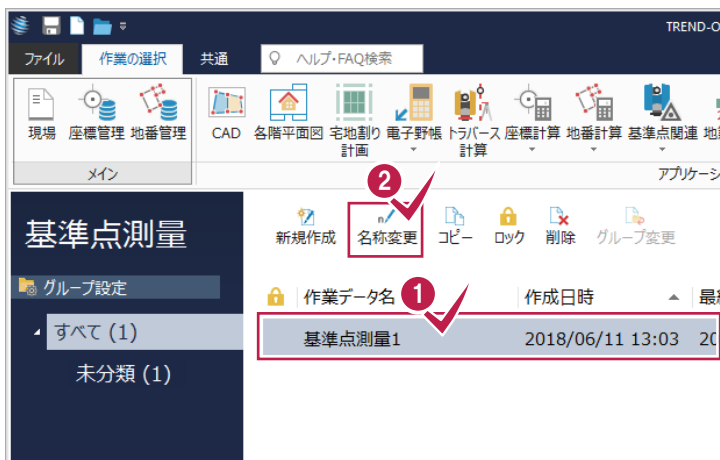 TREND-O
ファイル 作業の選択 共通 ヘルプ・FAQ検索
現場 座標管理 地番管理 CAD 各階平面図 宅地割り計画 電子野帳 トラバース計算 座標計算 地番計算 基準点関連 地
メイン アプリケーシ
2
基準点測量
新規作成 名称変更 コピー ロック 削除 グループ変更
グループ設定
1
作業データ名 作成日時 最
すべて (1)
基準点測量1 2018/06/11 13:03 20
未分類 (1)